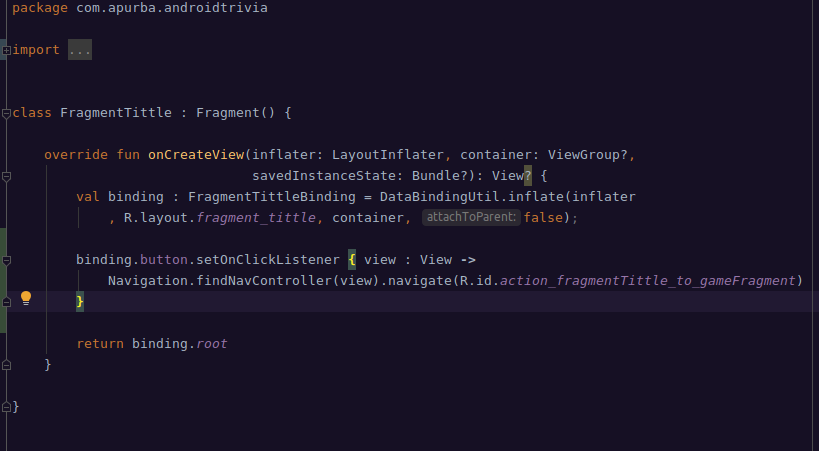 package com.apurba.androidtrivia
import ...
class FragmentTittle : Fragment() {
override fun onCreateView(inflater: LayoutInflater, container: ViewGroup?,
savedInstanceState: Bundle?): View? {
val binding : FragmentTittleBinding = DataBindingUtil.inflate(inflater
, R.layout.fragment_tittle, container, attachToParent: false);
binding.button.setOnClickListener { view : View ->
Navigation.findNavController(view).navigate(R.id.action_fragmentTittle_to_gameFragment)
}
return binding.root
}
}